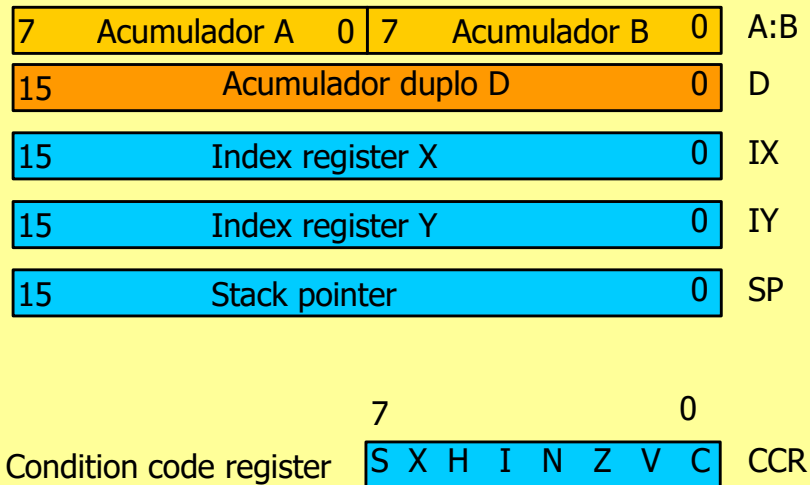 7 Acumulador A 0 7 Acumulador B 0 A:B
15 Acumulador duplo D 0 D
15 Index register X 0 IX
15 Index register Y 0 IY
15 Stack pointer 0 SP
7 0
Condition code register S X H I N Z V C CCR